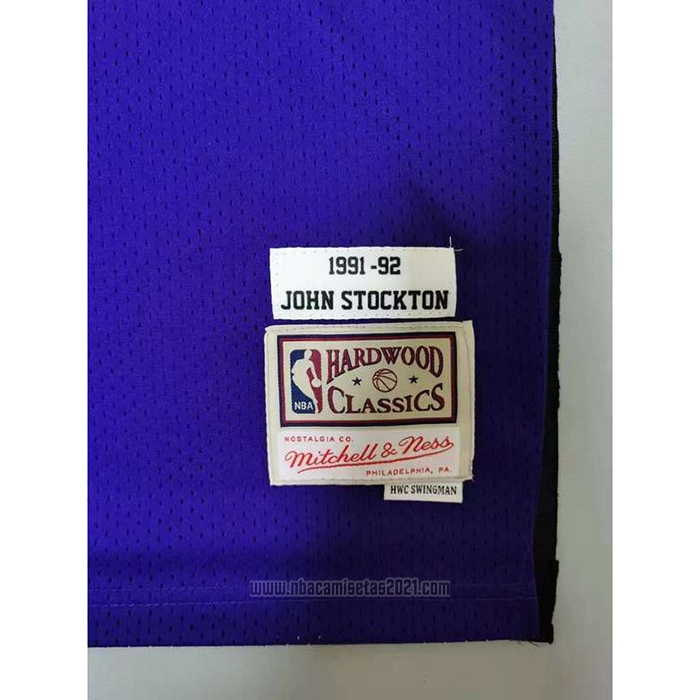 1991-92
JOHN STOCKTON
HARDWOOD
NBA
CLASSICS
NOSTALGIA CO.
Mitchell & Ness
PHILADELPHIA, PA.
HWC SWINGMAN
www.nbacamisetas2021.com